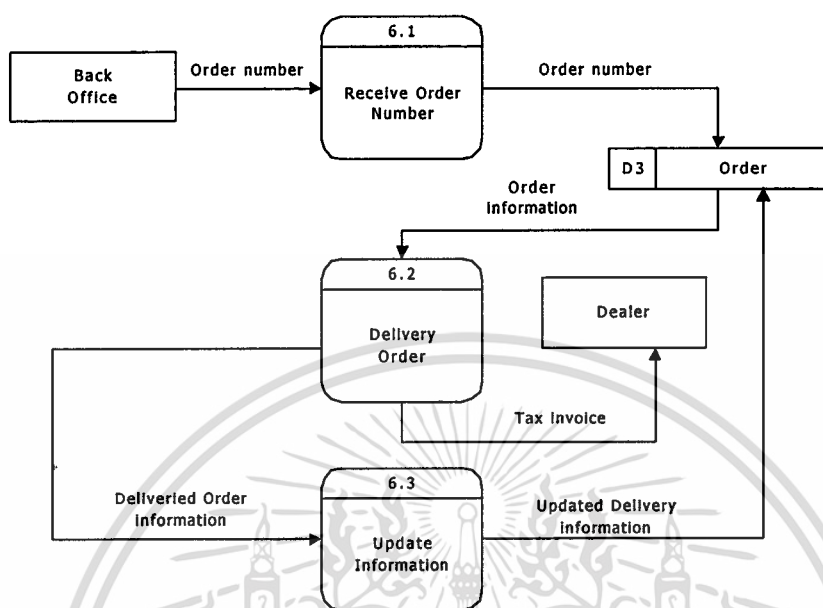 6.1
Back
Office
Order number
Receive Order
Number
Order number
D3
Order
Order
information
6.2
Delivery
Order
Dealer
Tax invoice
6.3
Deliveried Order
information
Update
Information
Updated Delivery
information